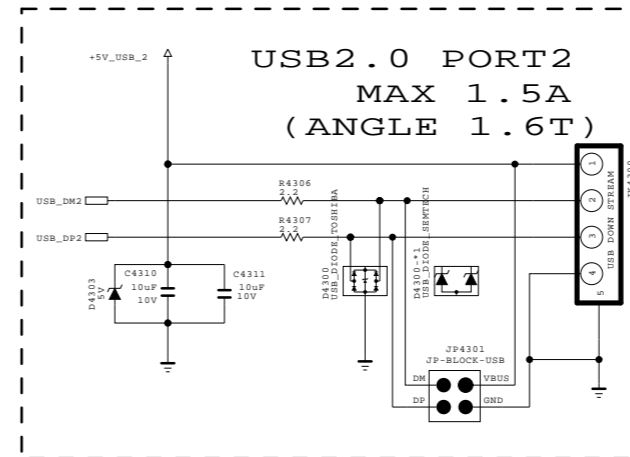 USB2.0 PORT2
MAX 1.5A
(ANGLE 1.6T)
+5V_USB_2
USB_DM2
R4306
2.2
USB_DP2
R4307
2.2
D4303
5V
C4310
10uF
10V
C4311
10uF
10V
D4300
USB_DIODE_TOSHIBA
D4300-*1
USB_DIODE_SEMTECH
1
2
3
4
5
USB DOWN STREAM
JP4301
JP-BLOCK-USB
DM
VBUS
DP
GND